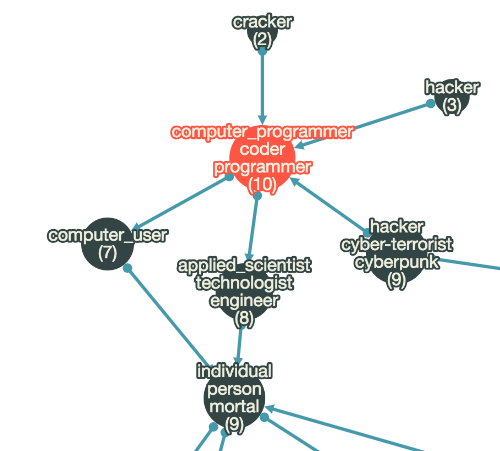 cracker
(2)
hacker
(3)
computer_programmer
coder
programmer
(10)
computer_user
(7)
hacker
cyber-terrorist
cyberpunk
(9)
applied_scientist
technologist
engineer
(8)
individual
person
mortal
(9)